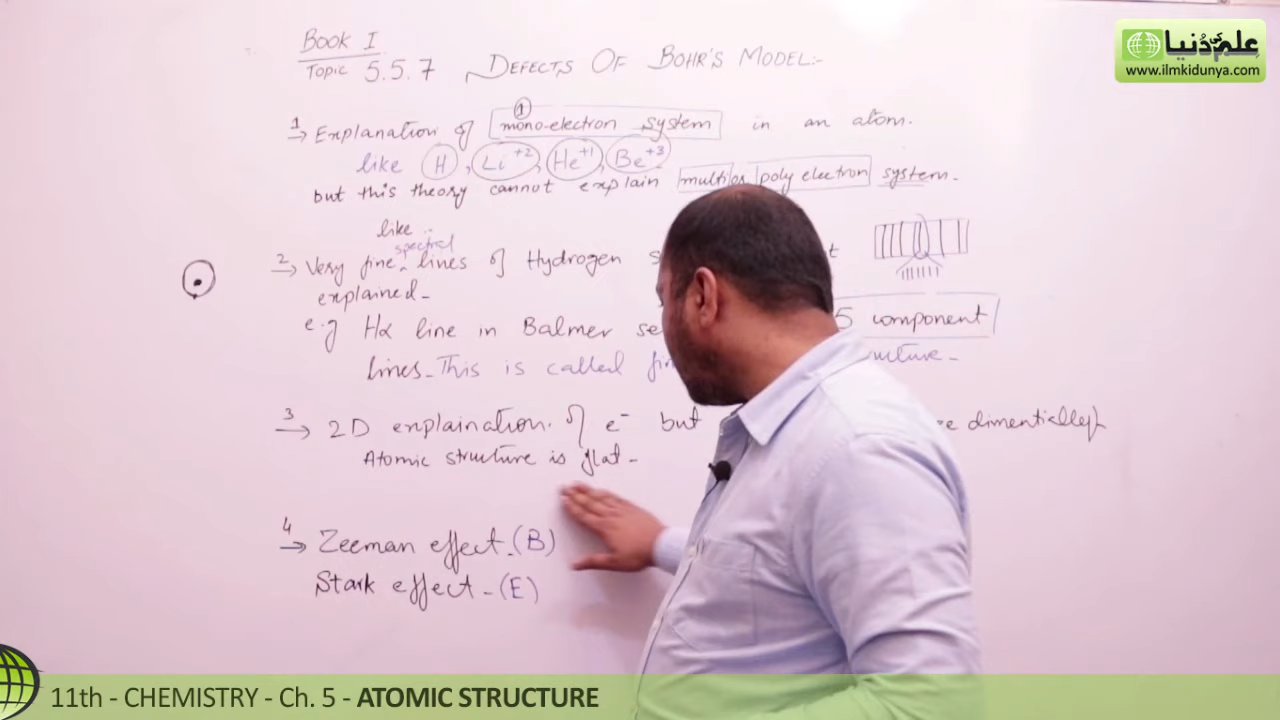 علم کی دنیا
www.ilmkidunya.com
Book I
Topic 5.5.7 DEFECTS OF BOHR'S MODEL:-
1 → Explanation of mono-electron system in an atom.
1
like H, Li+2, He+1, Be+3
but this theory cannot explain multi or poly electron system.
like
2 → Very fine spectral lines of Hydrogen
explained-
e.g Hα line in Balmer 5 component
lines-This is called
3 → 2D explaination of e- but dimentially
Atomic structure is flat-
4 → Zeeman effect-(B)
Stark effect-(E)
11th - CHEMISTRY - Ch. 5 - ATOMIC STRUCTURE